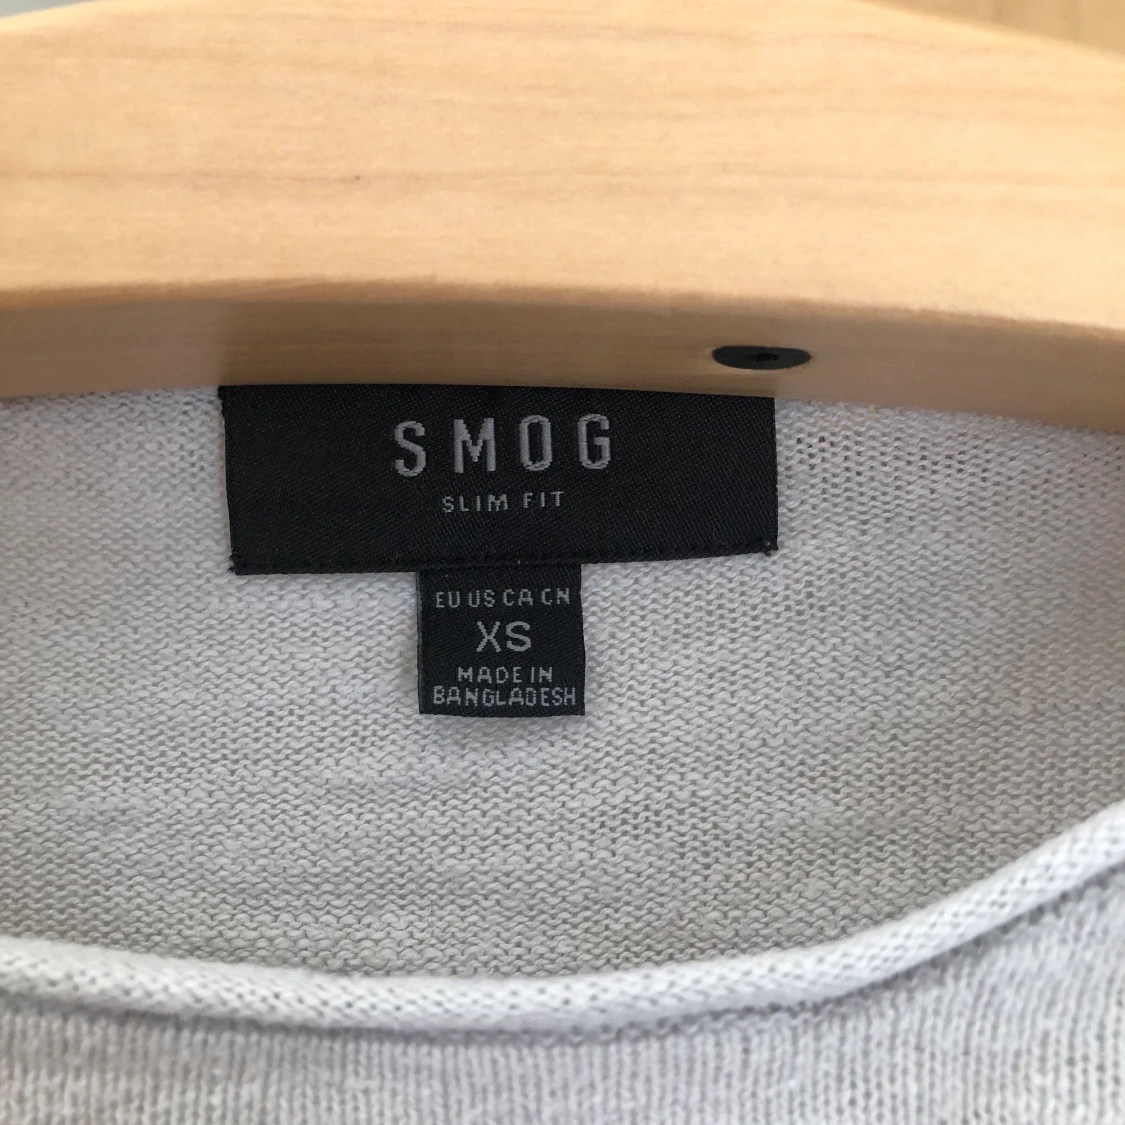 SMOG
SLIM FIT
EU US CA CN
XS
MADE IN
BANGLADESH